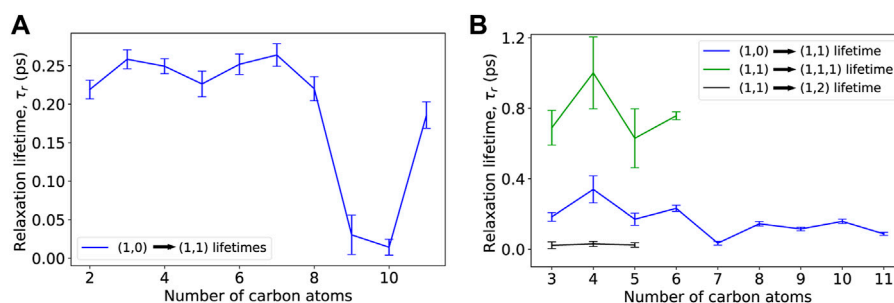 A
Relaxation lifetime, τr (ps)
0.25
0.20
0.15
0.10
0.05
0.00
(1,0) → (1,1) lifetimes
2 4 6 8 10
Number of carbon atoms
B
Relaxation lifetime, τr (ps)
1.2
0.8
0.4
0.0
(1,0) → (1,1) lifetime
(1,1) → (1,1,1) lifetime
(1,1) → (1,2) lifetime
3 4 5 6 7 8 9 10 11
Number of carbon atoms